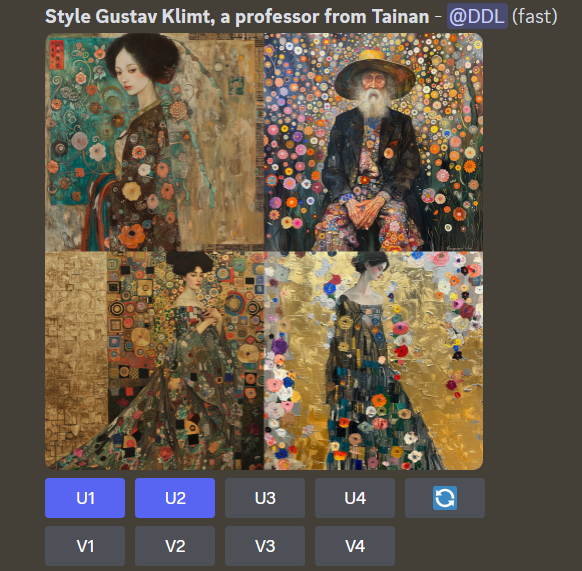 Style Gustav Klimt, a professor from Tainan - @DDL (fast)
U1 U2 U3 U4
V1 V2 V3 V4